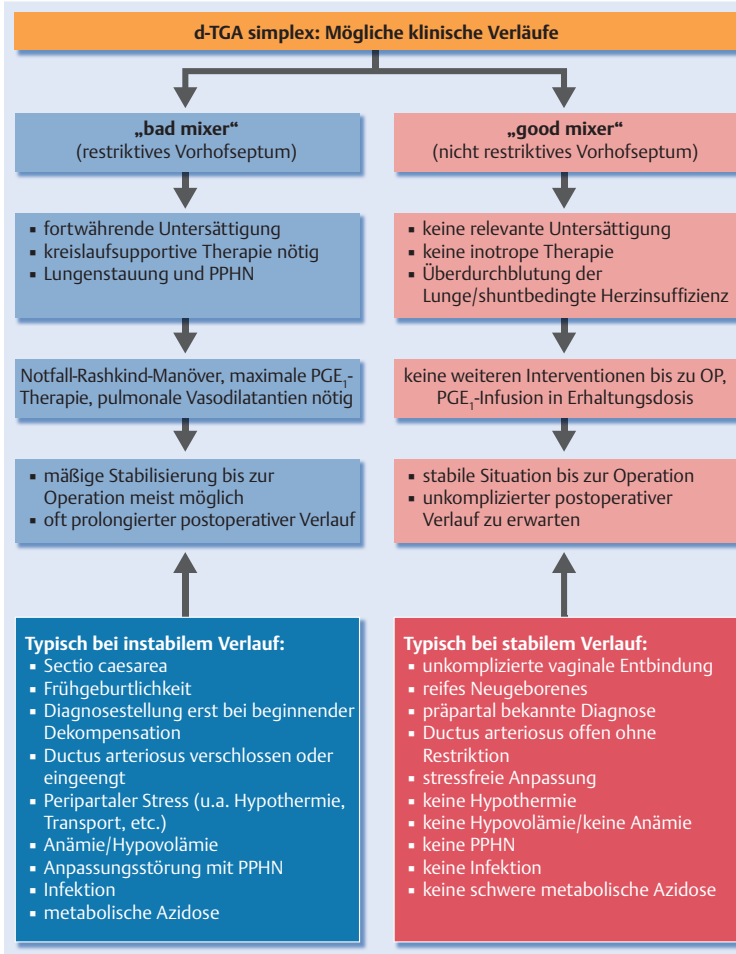 d-TGA simplex: Mögliche klinische Verläufe
„bad mixer“
(restriktives Vorhofseptum)
▪ fortwährende Untersättigung
▪ kreislaufsupportive Therapie nötig
▪ Lungenstauung und PPHN
Notfall-Rashkind-Manöver, maximale PGE₁-
Therapie, pulmonale Vasodilatantien nötig
▪ mäßige Stabilisierung bis zur
Operation meist möglich
▪ oft prolongierter postoperativer Verlauf
Typisch bei instabilem Verlauf:
▪ Sectio caesarea
▪ Frühgeburtlichkeit
▪ Diagnosestellung erst bei beginnender
Dekompensation
▪ Ductus arteriosus verschlossen oder
eingeengt
▪ Peripartaler Stress (u.a. Hypothermie,
Transport, etc.)
▪ Anämie/Hypovolämie
▪ Anpassungsstörung mit PPHN
▪ Infektion
▪ metabolische Azidose
„good mixer“
(nicht restriktives Vorhofseptum)
▪ keine relevante Untersättigung
▪ keine inotrope Therapie
▪ Überdurchblutung der
Lunge/shuntbedingte Herzinsuffizienz
keine weiteren Interventionen bis zu OP,
PGE₁-Infusion in Erhaltungsdosis
▪ stabile Situation bis zur Operation
▪ unkomplizierter postoperativer
Verlauf zu erwarten
Typisch bei stabilem Verlauf:
▪ unkomplizierte vaginale Entbindung
▪ reifes Neugeborenes
▪ präpartal bekannte Diagnose
▪ Ductus arteriosus offen ohne
Restriktion
▪ stressfreie Anpassung
▪ keine Hypothermie
▪ keine Hypovolämie/keine Anämie
▪ keine PPHN
▪ keine Infektion
▪ keine schwere metabolische Azidose